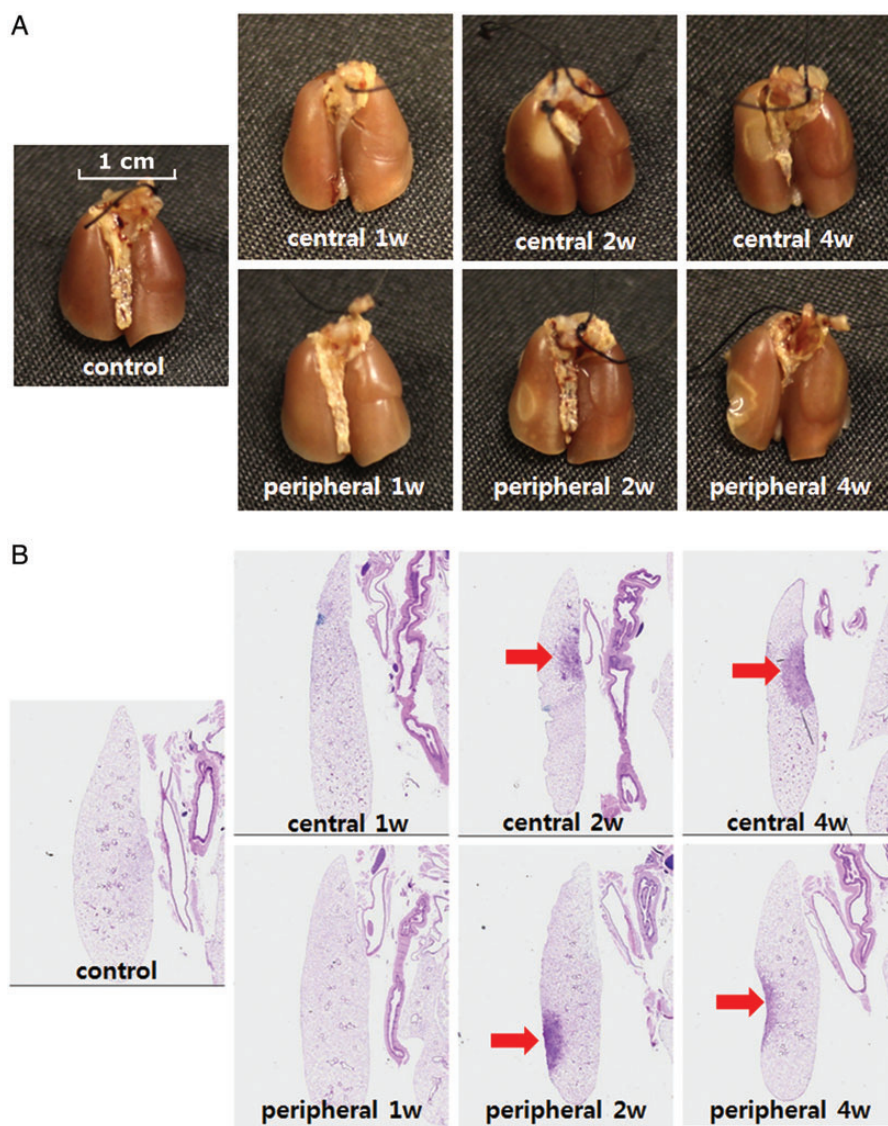 A
1 cm
control
central 1w
central 2w
central 4w
peripheral 1w
peripheral 2w
peripheral 4w
B
control
central 1w
central 2w
central 4w
peripheral 1w
peripheral 2w
peripheral 4w